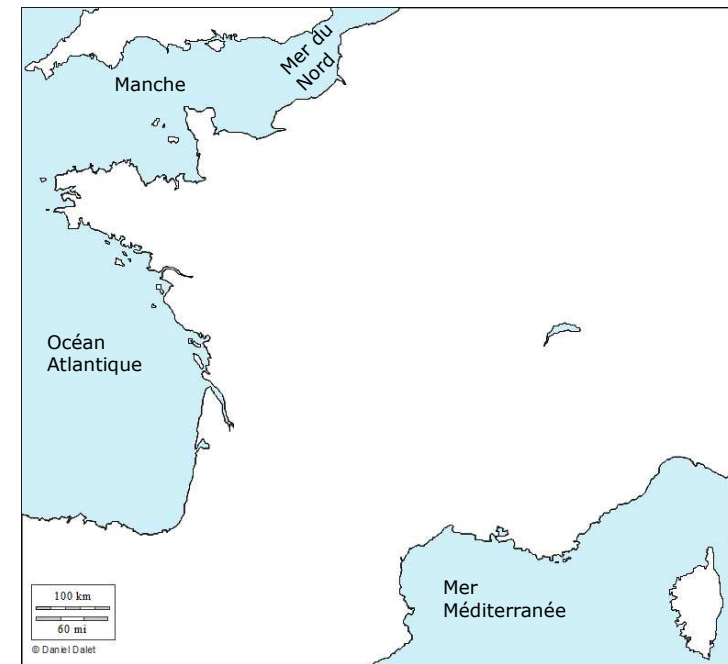 Mer du
Nord
Manche
Océan
Atlantique
Mer
Méditerranée
100 km
60 mi
© Daniel Dalet